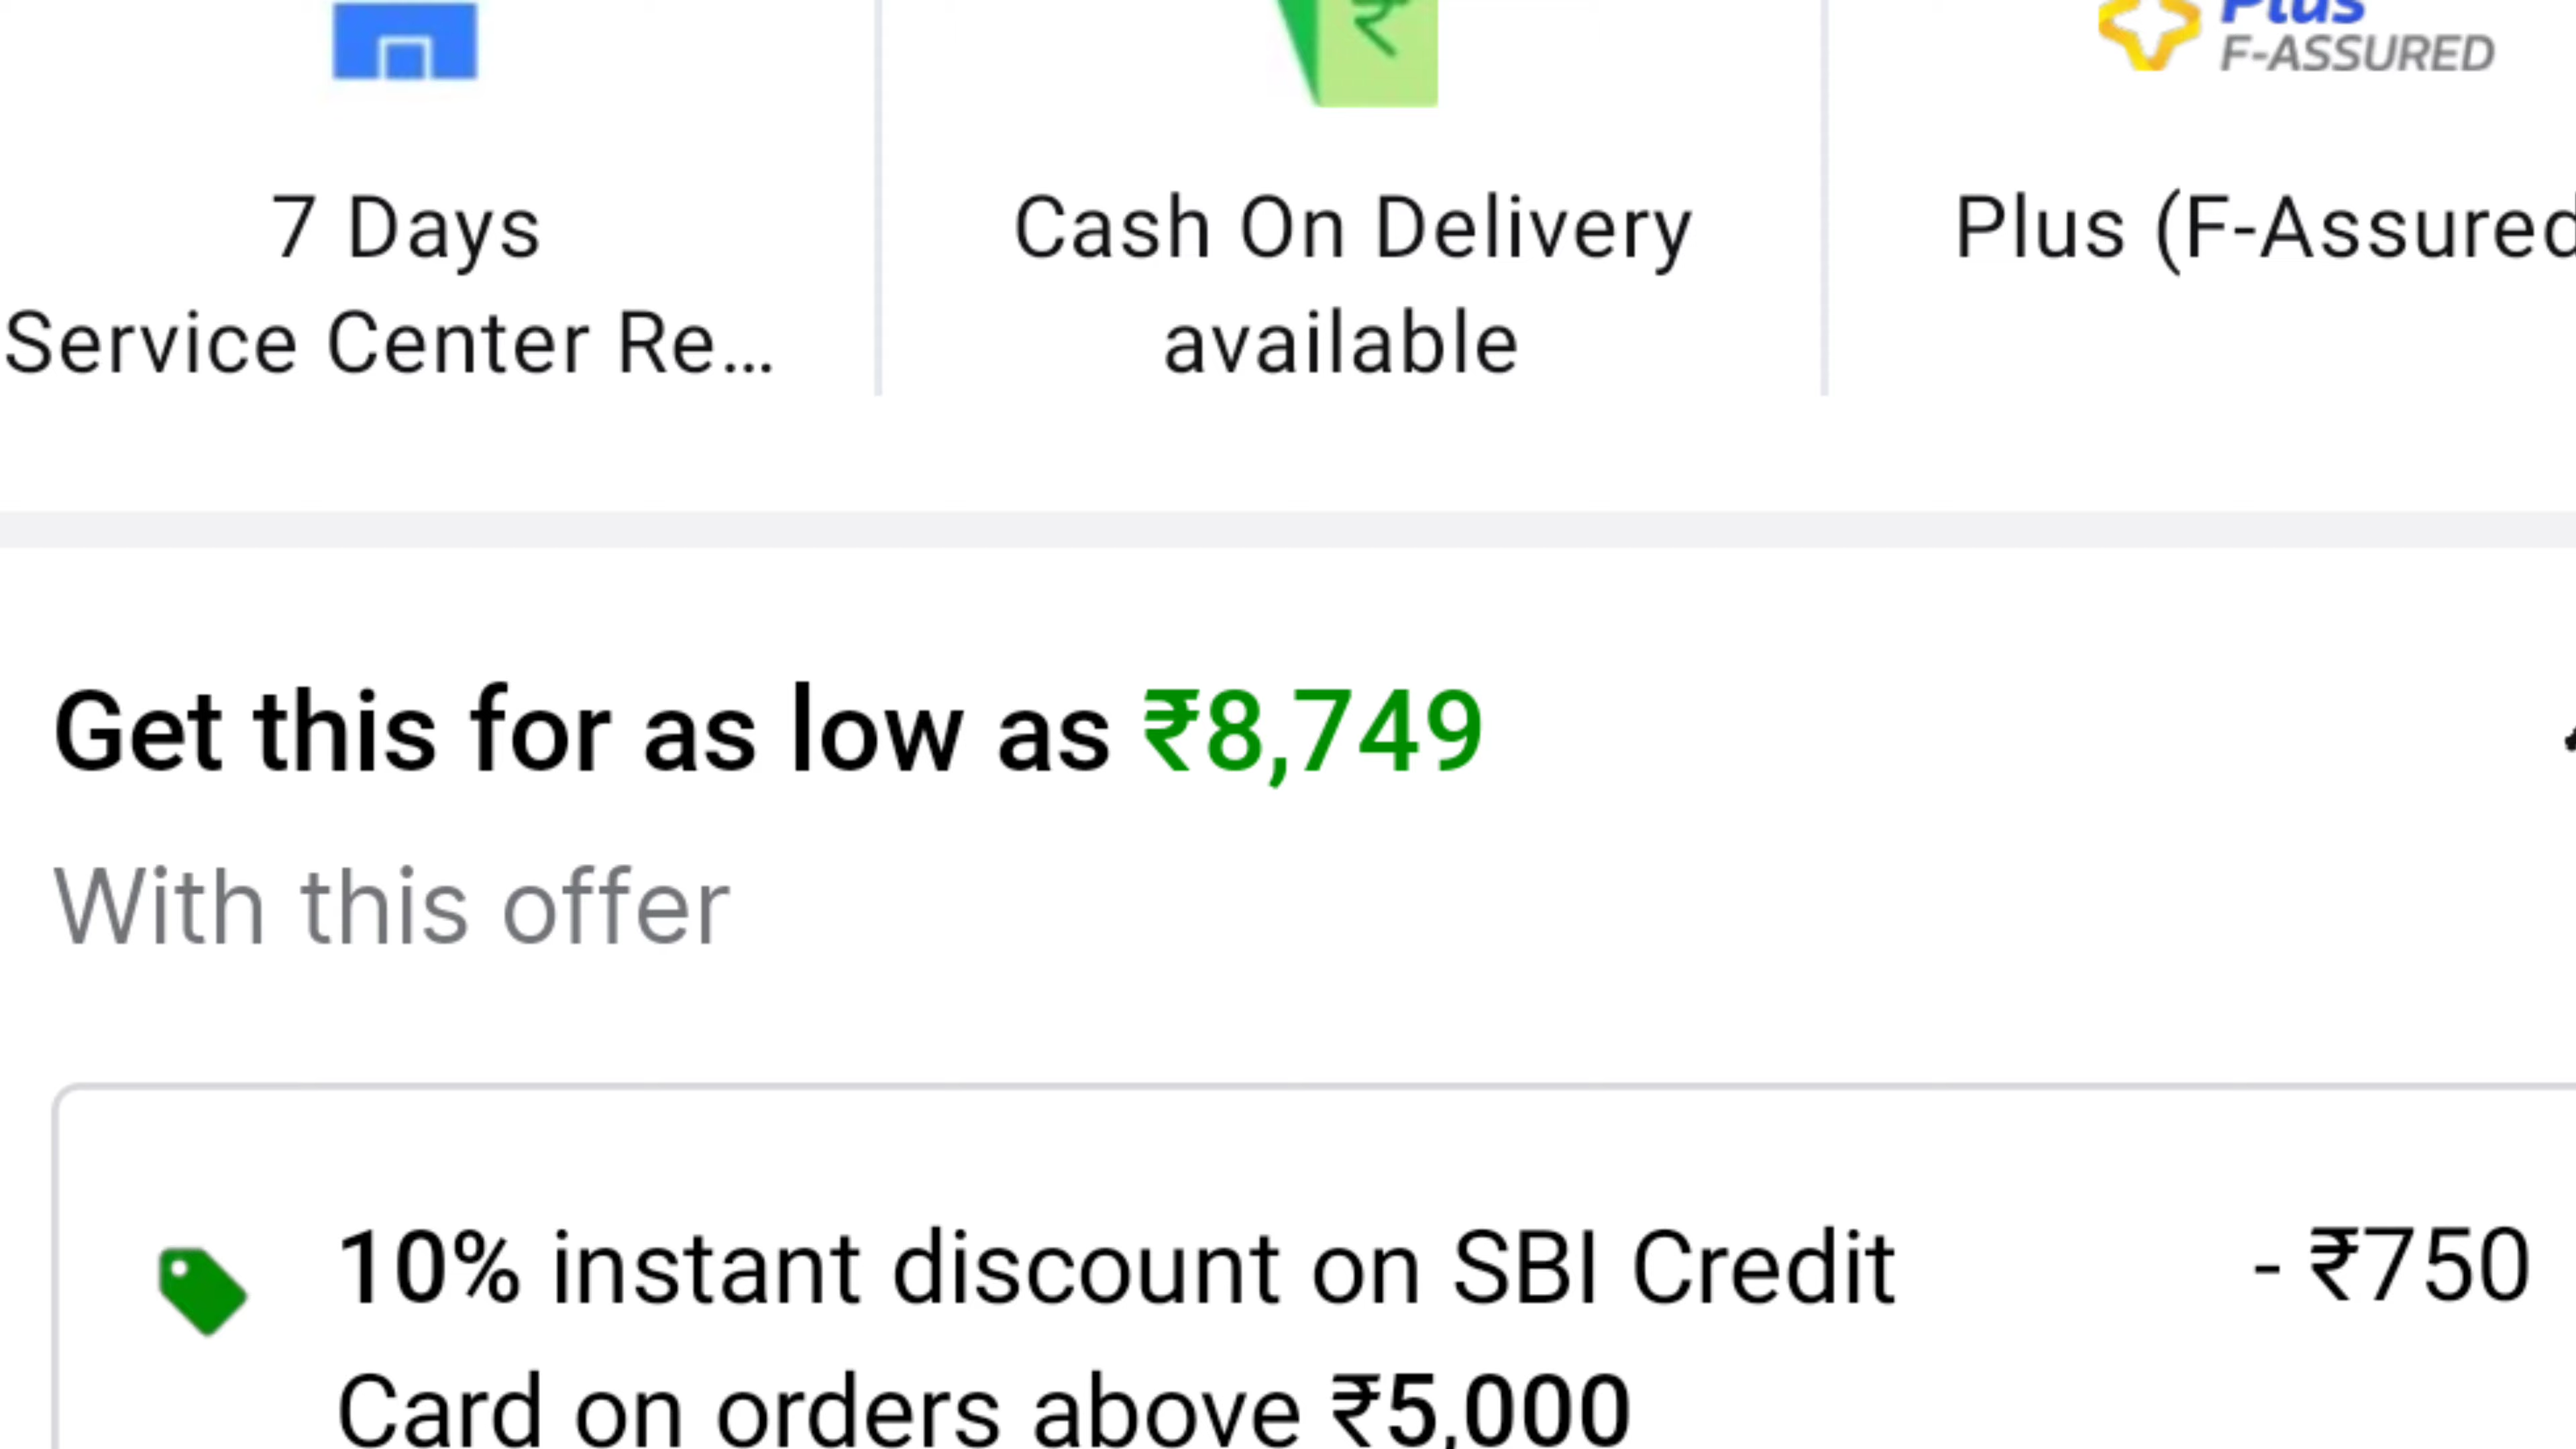 Plus
F-ASSURED
7 Days
Service Center Re...
Cash On Delivery
available
Plus (F-Assured
Get this for as low as ₹8,749
With this offer
10% instant discount on SBI Credit
Card on orders above ₹5,000
- ₹750